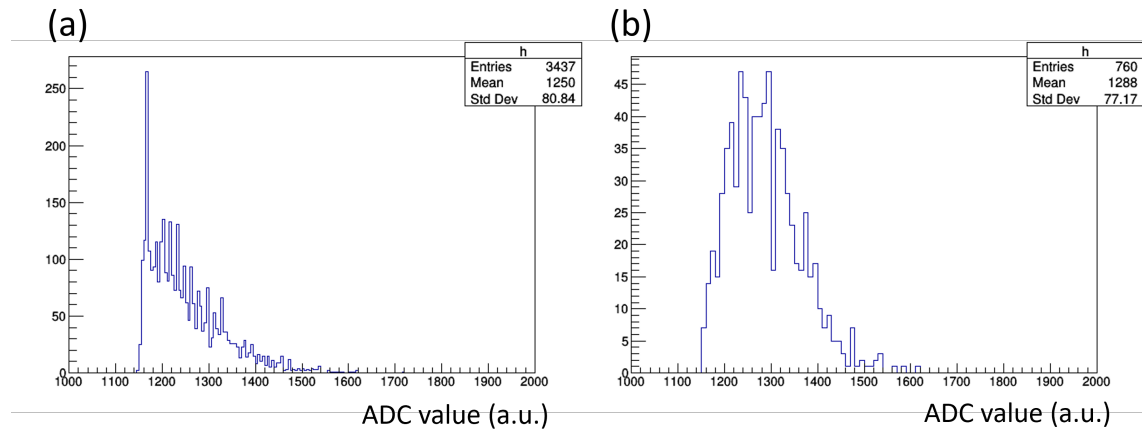 (a)
h
Entries 3437
Mean 1250
Std Dev 80.84
250
200
150
100
50
0
1000 1100 1200 1300 1400 1500 1600 1700 1800 1900 2000
ADC value (a.u.)
(b)
h
Entries 760
Mean 1288
Std Dev 77.17
45
40
35
30
25
20
15
10
5
0
1000 1100 1200 1300 1400 1500 1600 1700 1800 1900 2000
ADC value (a.u.)